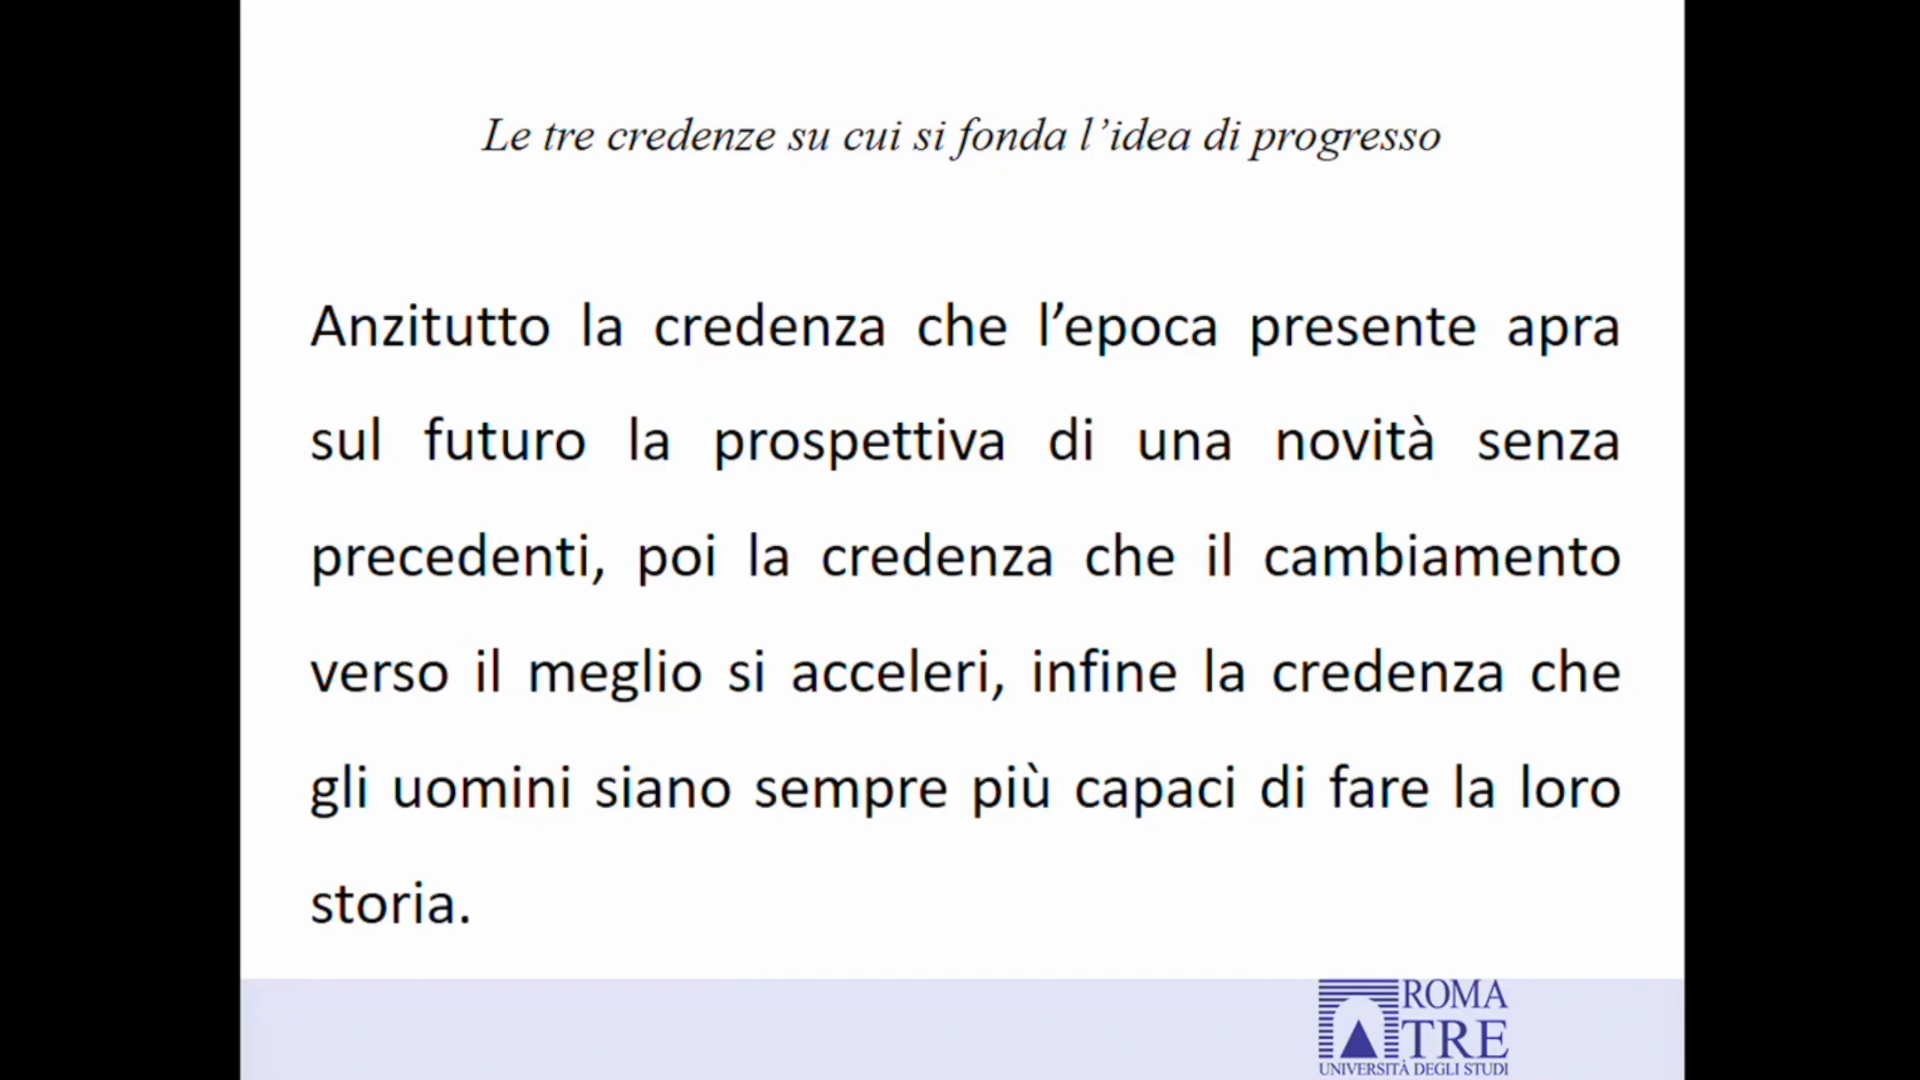 Le tre credenze su cui si fonda l’idea di progresso
Anzitutto la credenza che l’epoca presente apra
sul futuro la prospettiva di una novità senza
precedenti, poi la credenza che il cambiamento
verso il meglio si acceleri, infine la credenza che
gli uomini siano sempre più capaci di fare la loro
storia.
ROMA
TRE
UNIVERSITÀ DEGLI STUDI